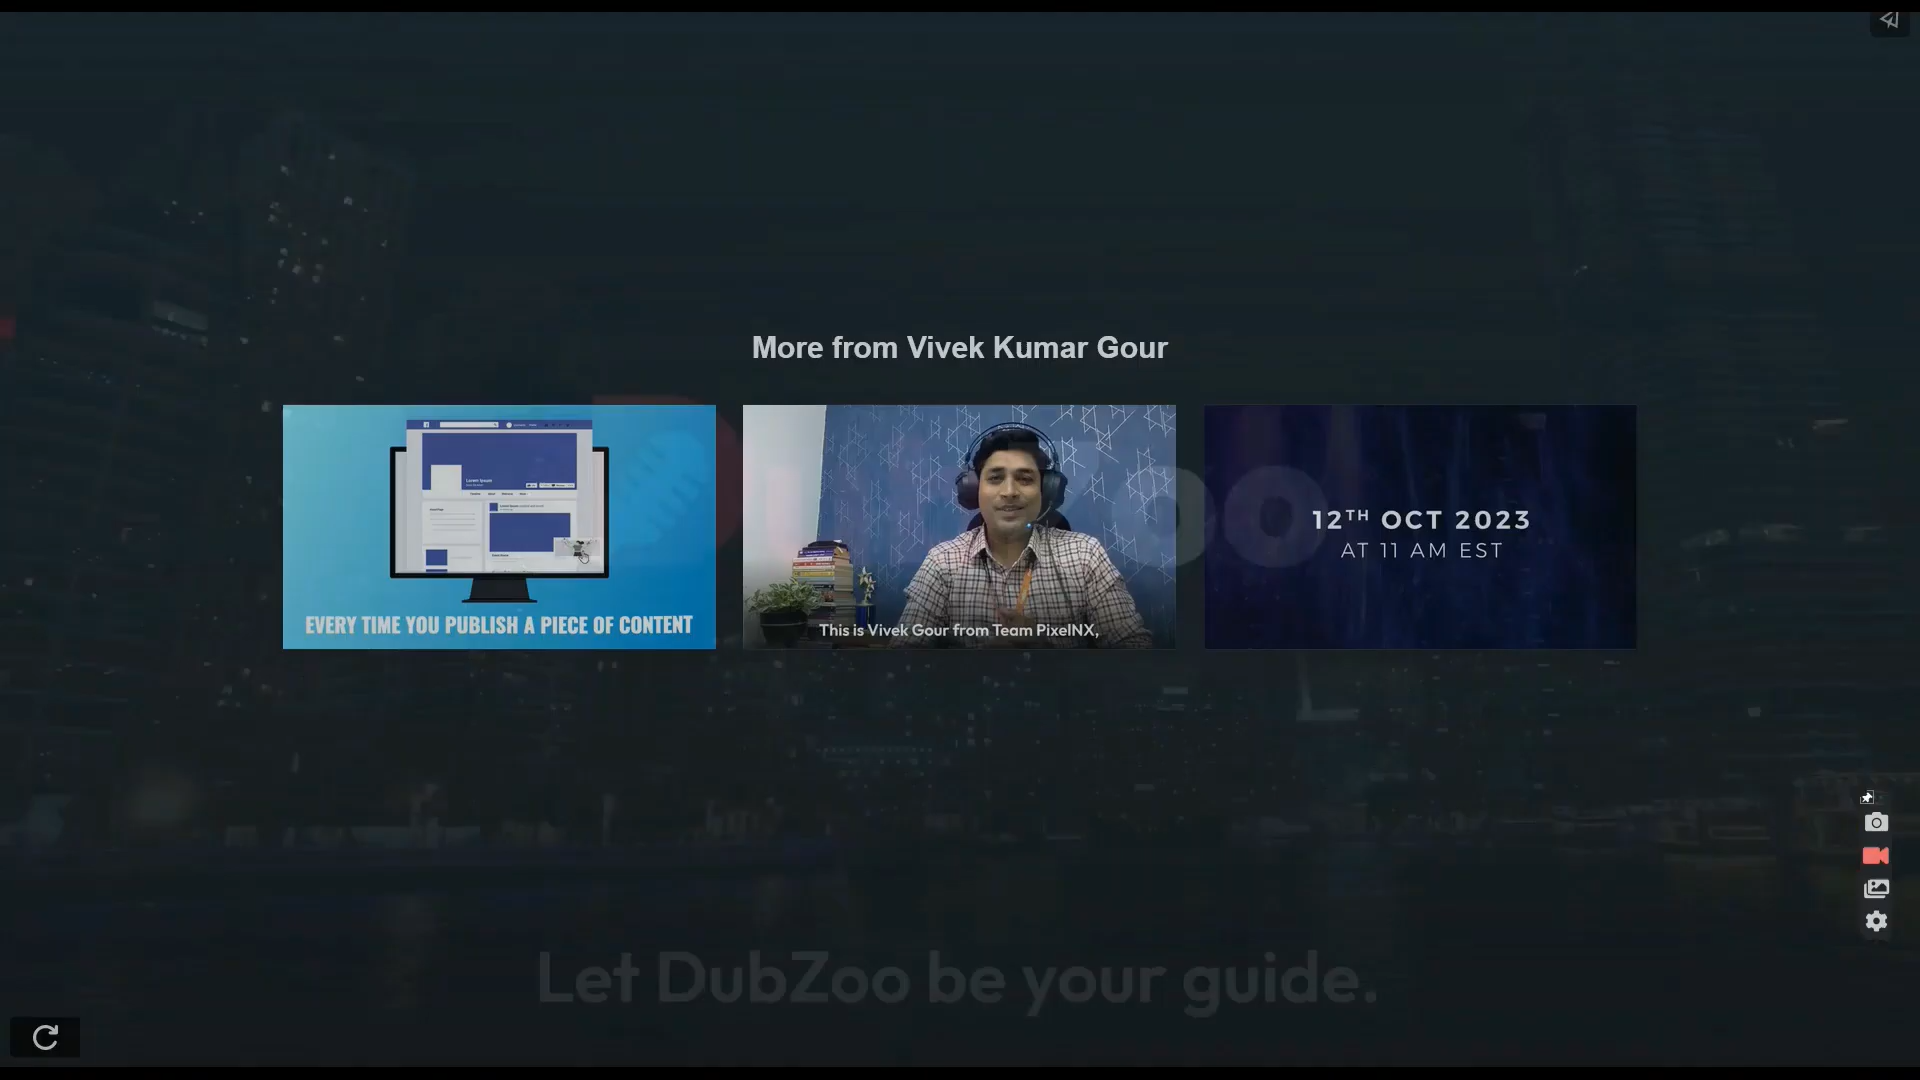 More from Vivek Kumar Gour
EVERY TIME YOU PUBLISH A PIECE OF CONTENT
This is Vivek Gour from Team PixelNX,
12TH OCT 2023
AT 11 AM EST
Let DubZoo be your guide.